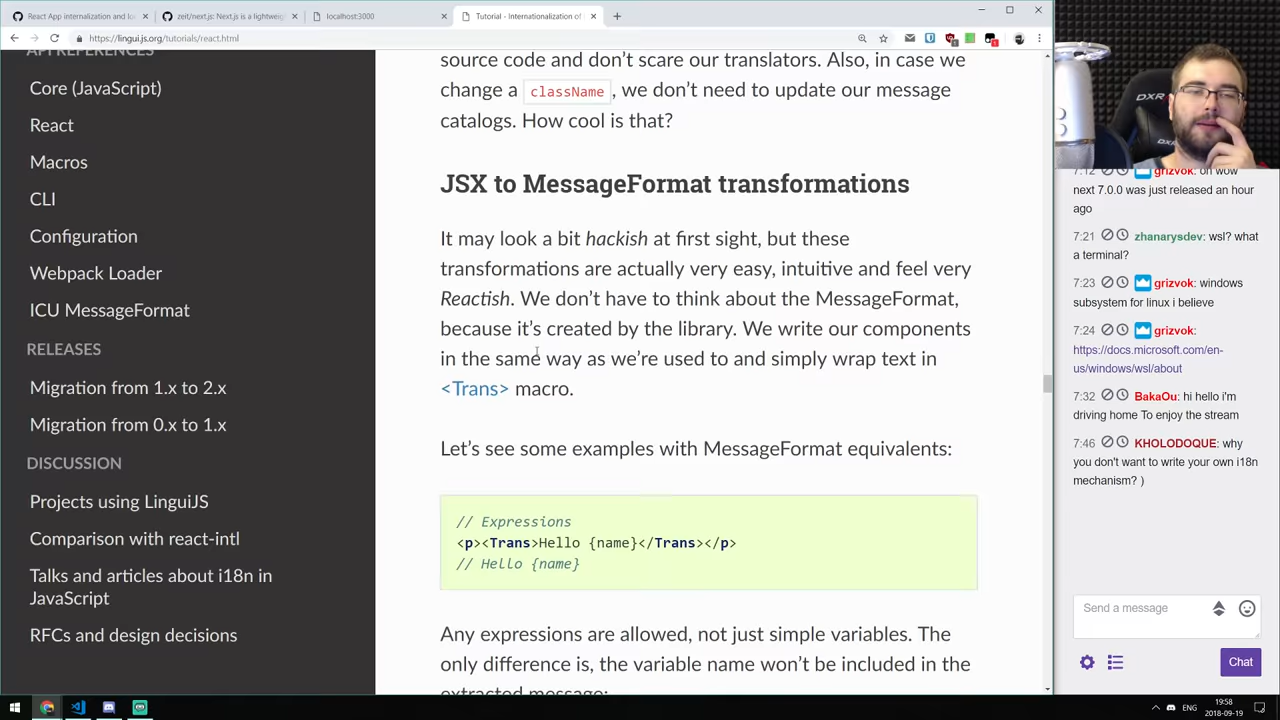 React App internalization and lo
zeit/next.js: Next.js is a lightweig
localhost:3000
Tutorial - Internationalization of
https://lingui.js.org/tutorials/react.html
API REFERENCES
Core (JavaScript)
React
Macros
CLI
Configuration
Webpack Loader
ICU MessageFormat
RELEASES
Migration from 1.x to 2.x
Migration from 0.x to 1.x
DISCUSSION
Projects using LinguiJS
Comparison with react-intl
Talks and articles about i18n in
JavaScript
RFCs and design decisions
source code and don't scare our translators. Also, in case we
change a className , we don't need to update our message
catalogs. How cool is that?
JSX to MessageFormat transformations
It may look a bit hackish at first sight, but these
transformations are actually very easy, intuitive and feel very
Reactish. We don't have to think about the MessageFormat,
because it's created by the library. We write our components
in the same way as we're used to and simply wrap text in
<Trans> macro.
Let's see some examples with MessageFormat equivalents:
// Expressions
<p><Trans>Hello {name}</Trans></p>
// Hello {name}
Any expressions are allowed, not just simple variables. The
only difference is, the variable name won't be included in the
extracted message:
DXR
7:12 grizvok: oh wow
next 7.0.0 was just released an hour
ago
7:21 zhanarysdev: wsl? what
a terminal?
7:23 grizvok: windows
subsystem for linux i believe
7:24 grizvok:
https://docs.microsoft.com/en-
us/windows/wsl/about
7:32 BakaOu: hi hello i'm
driving home To enjoy the stream
7:46 KHOLODOQUE: why
you don't want to write your own i18n
mechanism? )
Send a message
Chat
ENG
19:58
2018-09-19